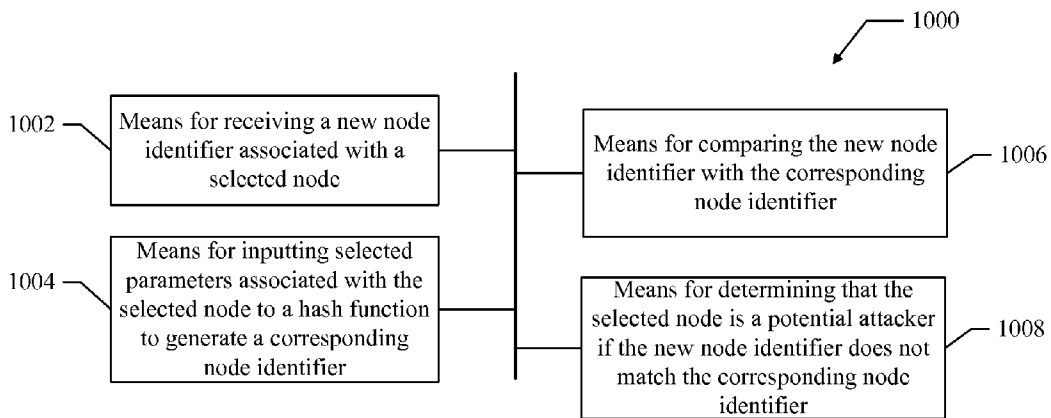 1000
1002
Means for receiving a new node
identifier associated with a
selected node
Means for comparing the new node
identifier with the corresponding
node identifier
1006
1004
Means for inputting selected
parameters associated with the
selected node to a hash function
to generate a corresponding
node identifier
Means for determining that the
selected node is a potential attacker
if the new node identifier does not
match the corresponding node
identifier
1008